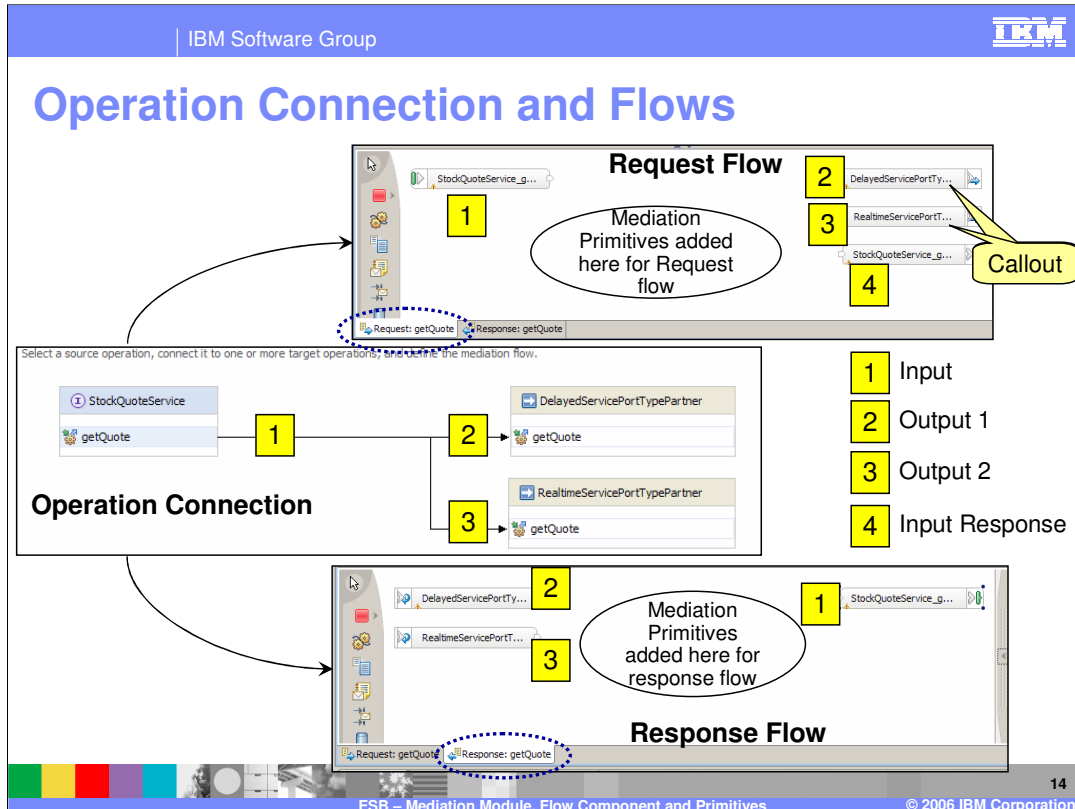 IBM Software Group
IBM
Operation Connection and Flows
Request Flow
StockQuoteService_g...
1
Mediation
Primitives added
here for Request
flow
2
DelayedServicePortTy...
3
RealtimeServicePortT...
StockQuoteService_g...
4
Callout
Request: getQuote
Response: getQuote
Select a source operation, connect it to one or more target operations, and define the mediation flow.
StockQuoteService
getQuote
1
2
DelayedServicePortTypePartner
getQuote
3
RealtimeServicePortTypePartner
getQuote
Operation Connection
1 Input
2 Output 1
3 Output 2
4 Input Response
DelayedServicePortTy...
2
RealtimeServicePortT...
3
Mediation
Primitives
added here for
response flow
1
StockQuoteService_g...
Response Flow
Request: getQuote
Response: getQuote
14
ESB – Mediation Module, Flow Component and Primitives
© 2006 IBM Corporation